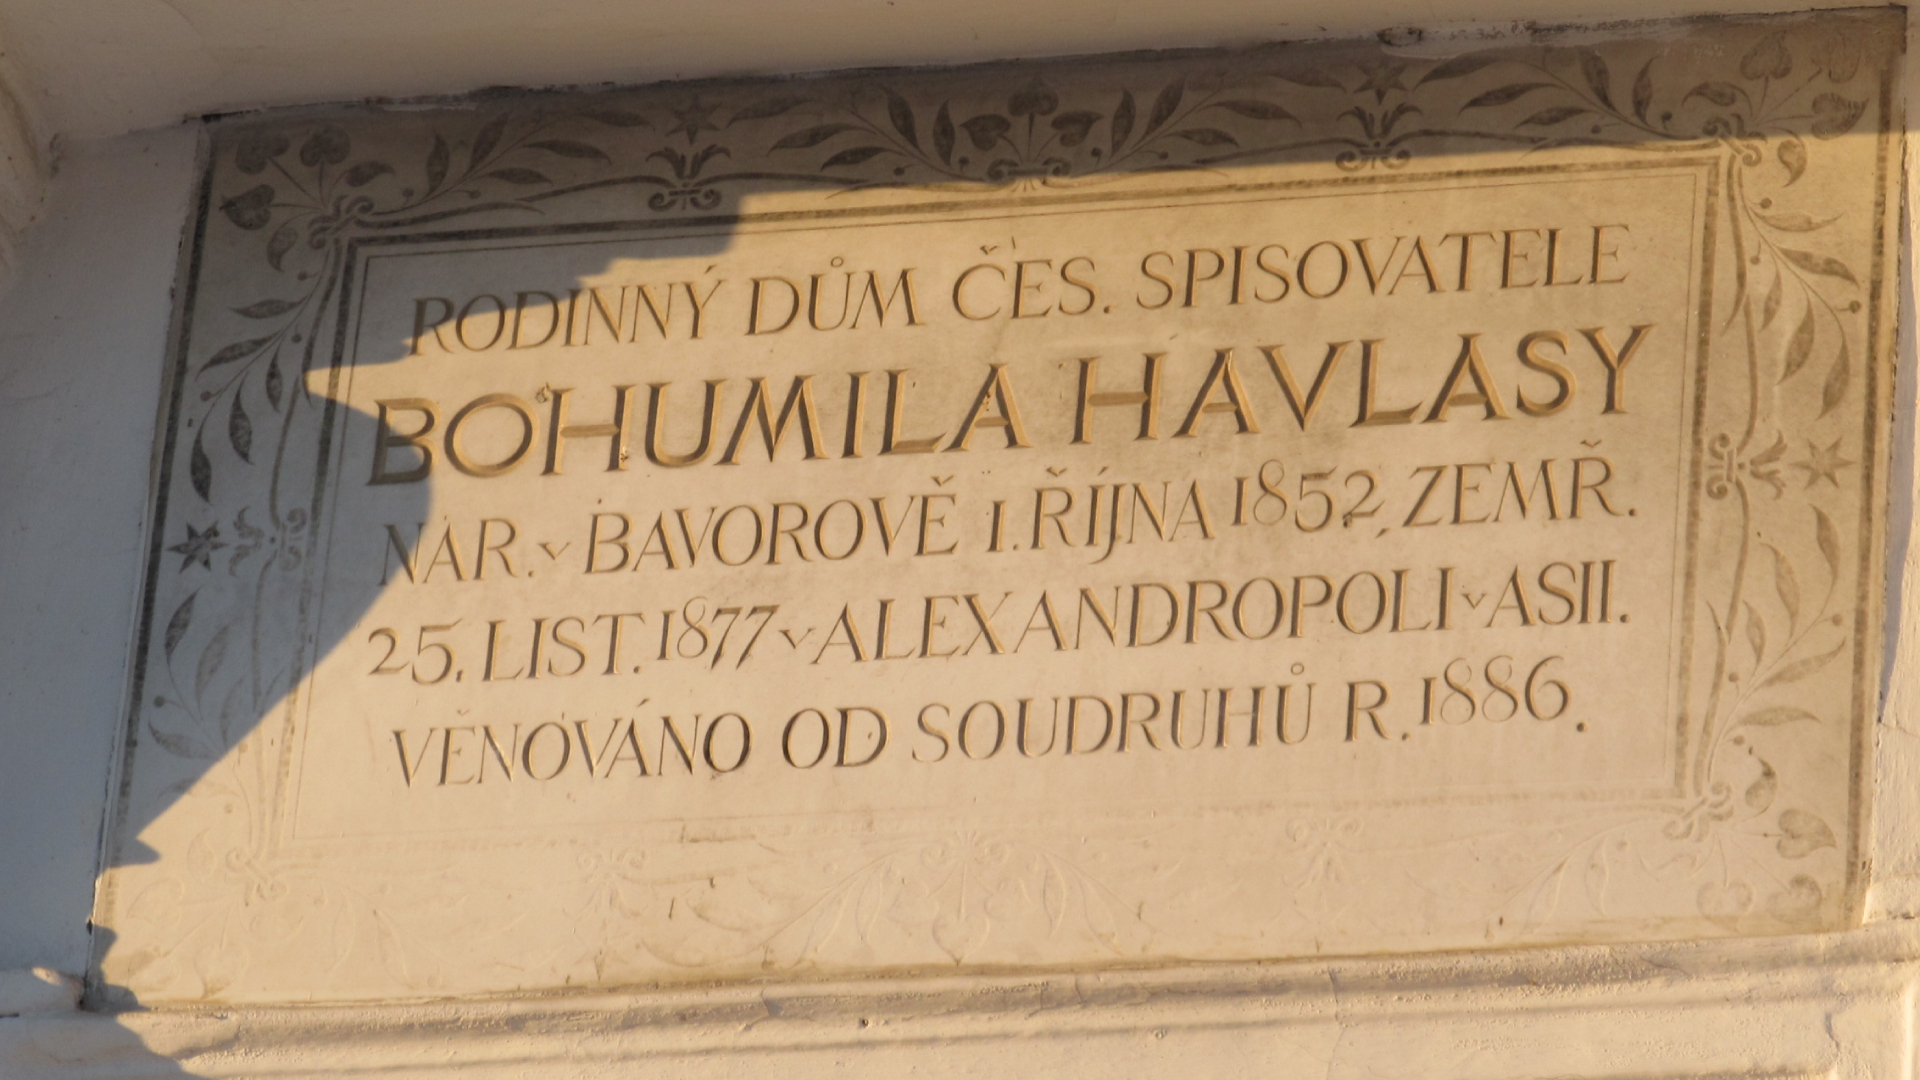 RODINNÝ DŮM ČES. SPISOVATELE
BOHUMILA HAVLASY
NAR. v BAVOROVĚ 1. ŘÍJNA 1852, ZEMŘ.
25. LIST. 1877 v ALEXANDROPOLI v ASII.
VĚNOVÁNO OD SOUDRUHŮ R. 1886.